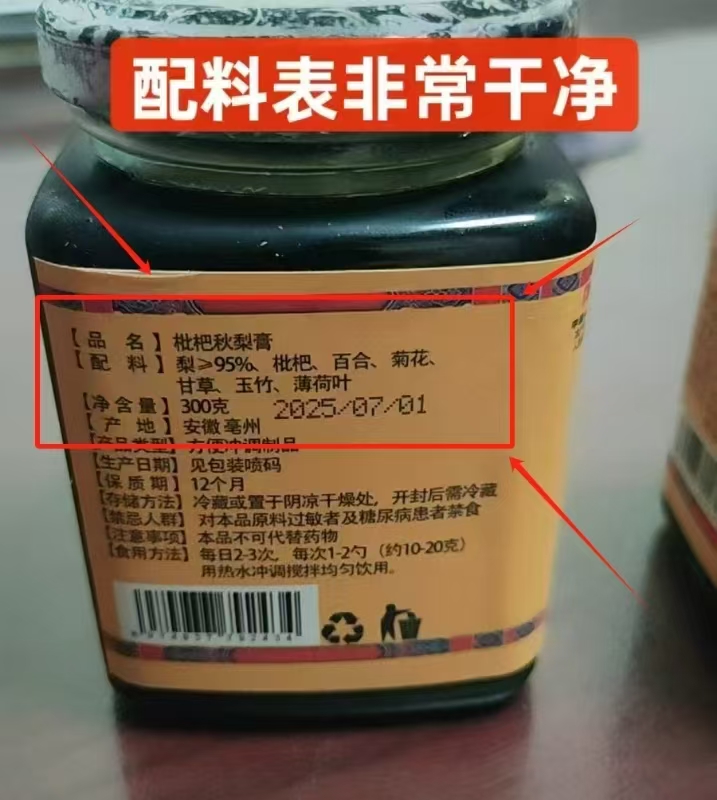 配料表非常干净
【品 名】枇杷秋梨膏
【配 料】梨≥95%、枇杷、百合、菊花、
甘草、玉竹、薄荷叶
【净含量】300克 2025/07/01
【产 地】安徽亳州
【产品类型】方便冲调制品
【生产日期】见包装喷码
【保质期】12个月
【存储方法】冷藏或置于阴凉干燥处，开封后需冷藏
【禁忌人群】对本品原料过敏者及糖尿病患者禁食
【注意事项】本品不可代替药物
【食用方法】每日2-3次，每次1-2勺（约10-20克）
用热水冲调搅拌均匀饮用。